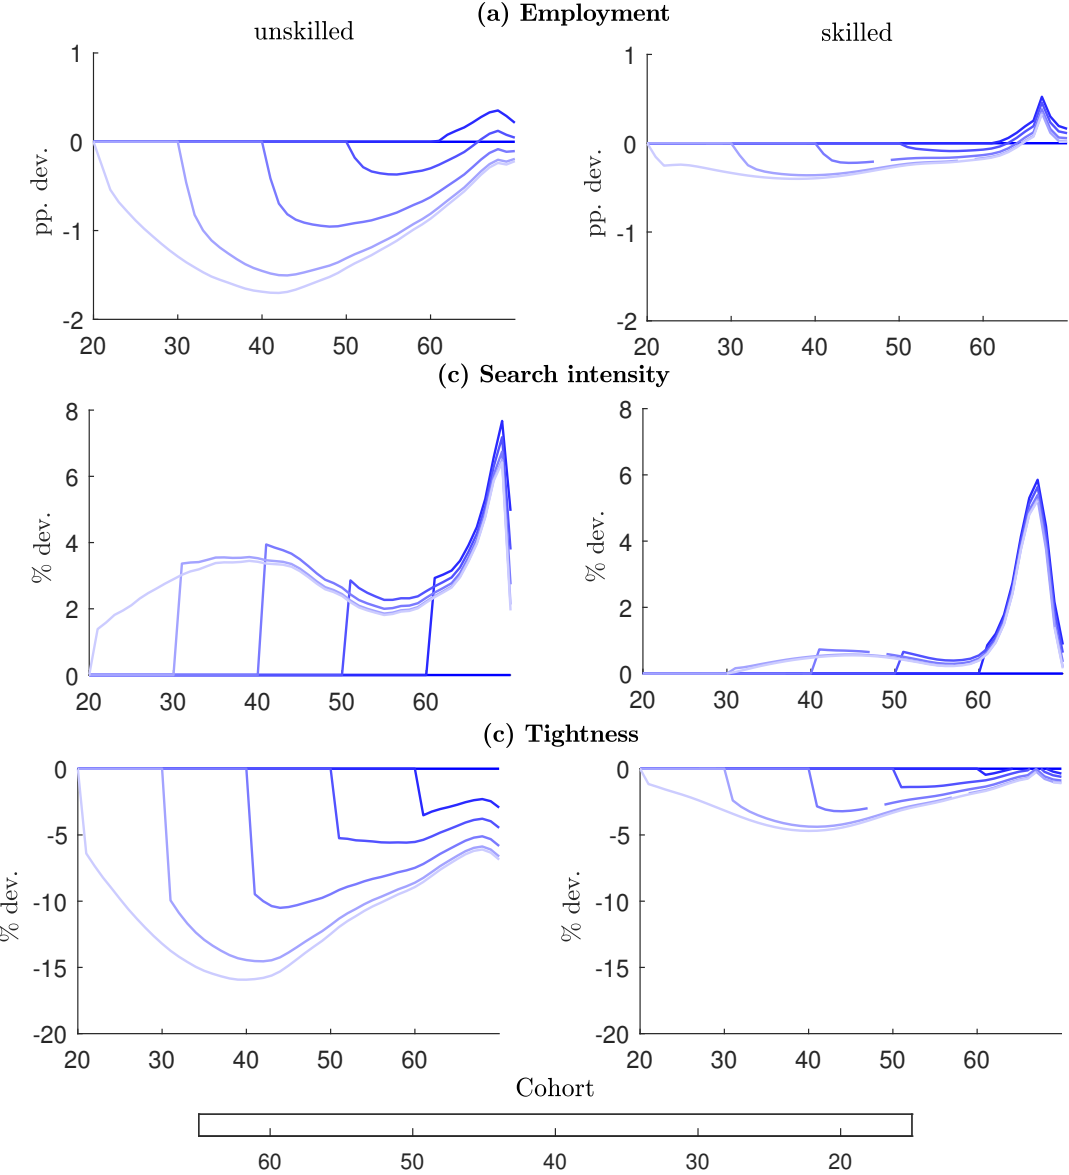 (a) Employment
unskilled
skilled
1
0
-1
-2
pp. dev.
20 30 40 50 60
1
0
-1
-2
pp. dev.
20 30 40 50 60
(c) Search intensity
8
6
4
2
0
% dev.
20 30 40 50 60
8
6
4
2
0
% dev.
20 30 40 50 60
(c) Tightness
0
-5
-10
-15
-20
% dev.
20 30 40 50 60
0
-5
-10
-15
-20
% dev.
20 30 40 50 60
Cohort
60 50 40 30 20